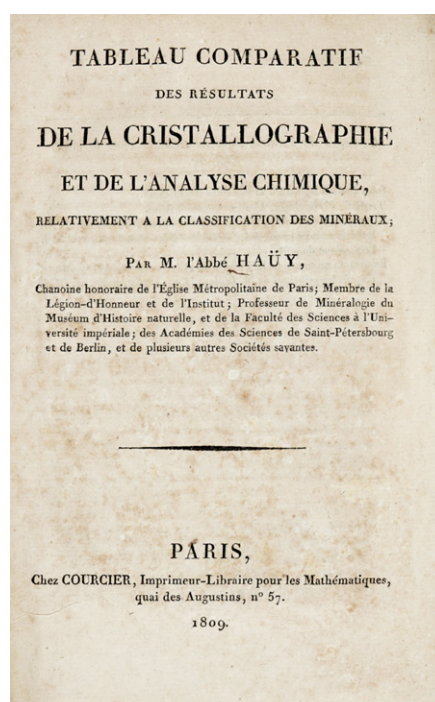 TABLEAU COMPARATIF
DES RÉSULTATS
DE LA CRISTALLOGRAPHIE
ET DE L'ANALYSE CHIMIQUE,
RELATIVEMENT A LA CLASSIFICATION DES MINÉRAUX;
PAR M. l'Abbé HAÜY,
Chanoine honoraire de l'Église Métropolitaine de Paris; Membre de la
Légion-d'Honneur et de l'Institut; Professeur de Minéralogie du
Muséum d'Histoire naturelle, et de la Faculté des Sciences à l'Uni-
versité impériale; des Académies des Sciences de Saint-Pétersbourg
et de Berlin, et de plusieurs autres Sociétés savantes.
PARIS,
Chez COURCIER, Imprimeur-Libraire pour les Mathématiques,
quai des Augustins, n° 57.
1809.